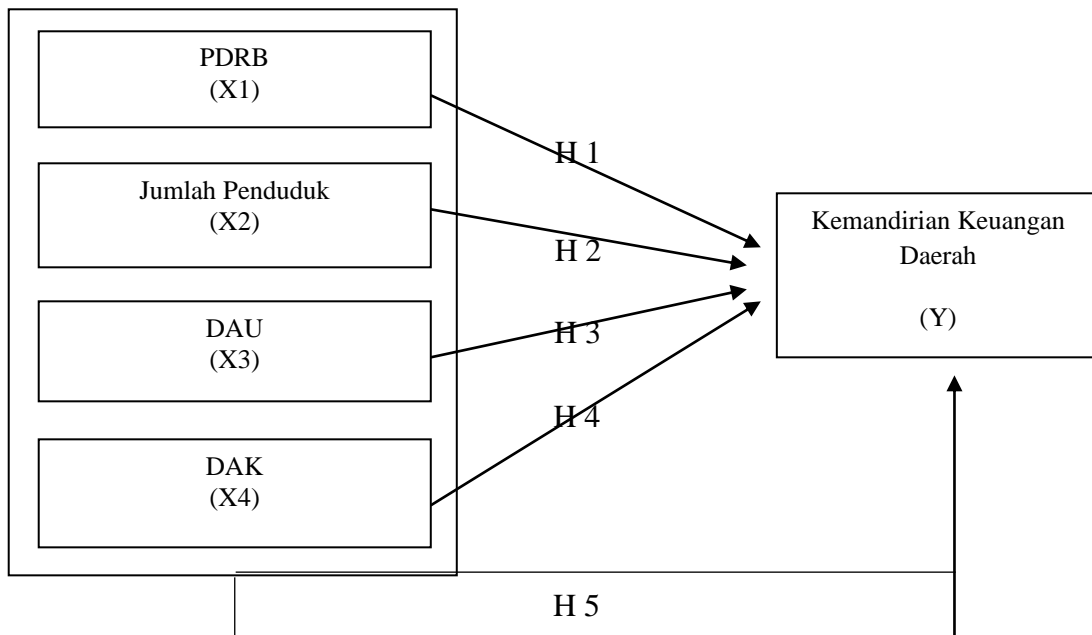 PDRB
(X1)
H 1
Jumlah Penduduk
(X2)
H 2
Kemandirian Keuangan
Daerah
(Y)
DAU
(X3)
H 3
DAK
(X4)
H 4
H 5